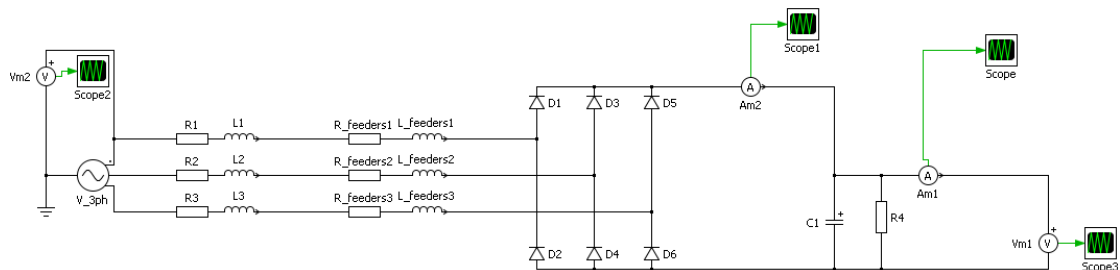 Scope1
Scope
Vm2
V
Scope2
A
Am2
D1
D3
D5
R1
L1
R_feeders1
L_feeders1
R2
L2
R_feeders2
L_feeders2
V_3ph
R3
L3
R_feeders3
L_feeders3
A
Am1
C1
R4
D2
D4
D6
Vm1
V
Scope3